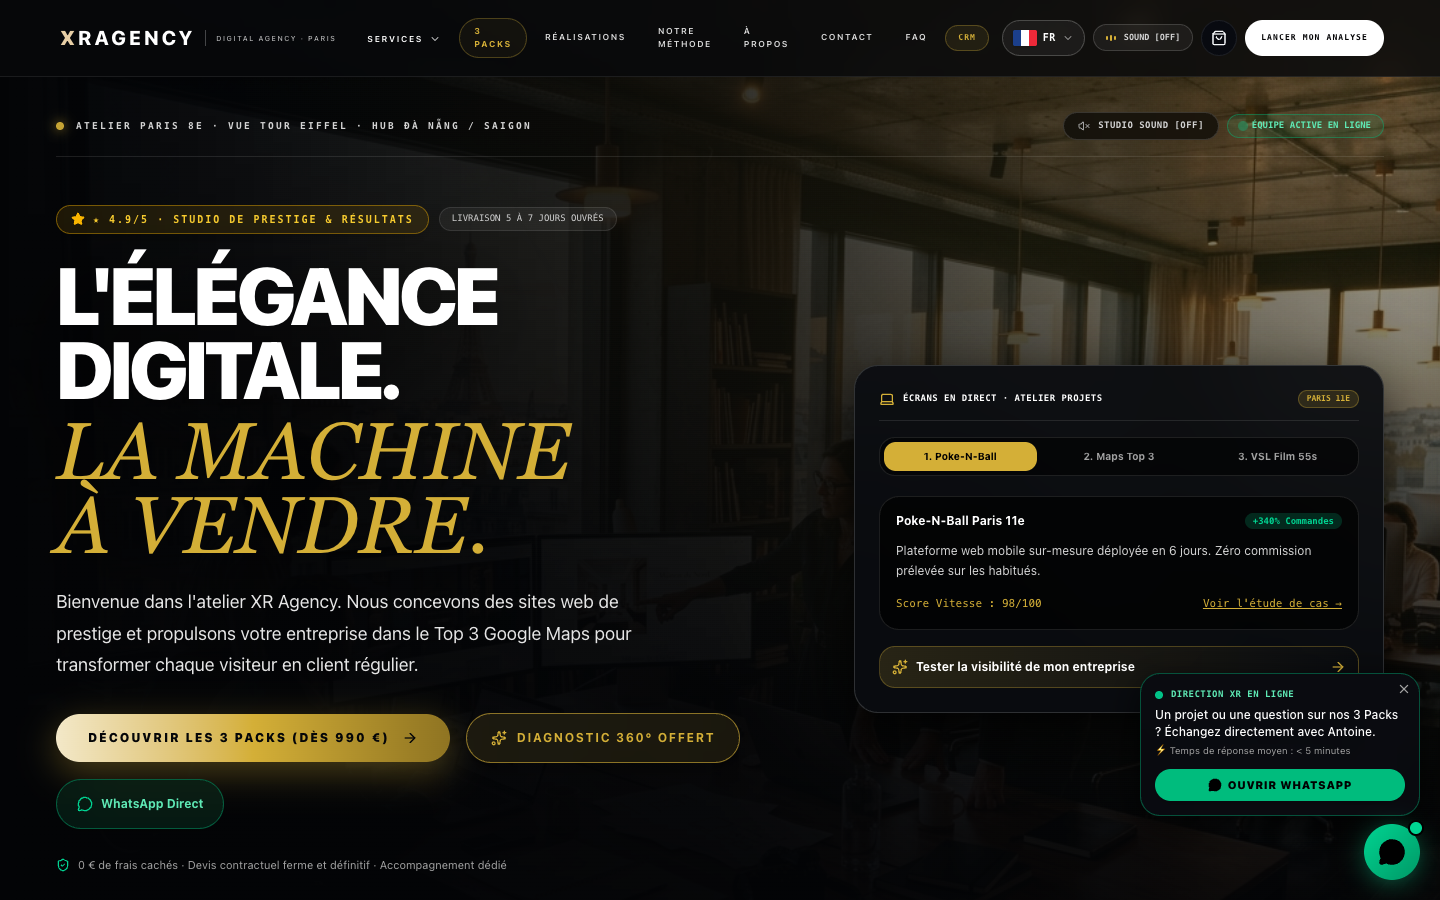 XRAGENCY
DIGITAL AGENCY · PARIS
SERVICES
3 PACKS
RÉALISATIONS
NOTRE MÉTHODE
À PROPOS
CONTACT
FAQ
CRM
FR
SOUND [OFF]
LANCER MON ANALYSE
ATELIER PARIS 8E · VUE TOUR EIFFEL · HUB ĐÀ NẴNG / SAIGON
STUDIO SOUND [OFF]
ÉQUIPE ACTIVE EN LIGNE
★ 4.9/5 · STUDIO DE PRESTIGE & RÉSULTATS
LIVRAISON 5 À 7 JOURS OUVRÉS
L'ÉLÉGANCE
DIGITALE.
LA MACHINE
À VENDRE.
Bienvenue dans l'atelier XR Agency. Nous concevons des sites web de
prestige et propulsons votre entreprise dans le Top 3 Google Maps pour
transformer chaque visiteur en client régulier.
DÉCOUVRIR LES 3 PACKS (DÈS 990 €) →
DIAGNOSTIC 360° OFFERT
WhatsApp Direct
0 € de frais cachés · Devis contractuel ferme et définitif · Accompagnement dédié
ÉCRANS EN DIRECT · ATELIER PROJETS
PARIS 11E
1. Poke-N-Ball
2. Maps Top 3
3. VSL Film 55s
Poke-N-Ball Paris 11e
+340% Commandes
Plateforme web mobile sur-mesure déployée en 6 jours. Zéro commission
prélevée sur les habitués.
Score Vitesse : 98/100
Voir l'étude de cas →
Tester la visibilité de mon entreprise
DIRECTION XR EN LIGNE
Un projet ou une question sur nos 3 Packs
? Échangez directement avec Antoine.
⚡ Temps de réponse moyen : < 5 minutes
OUVRIR WHATSAPP